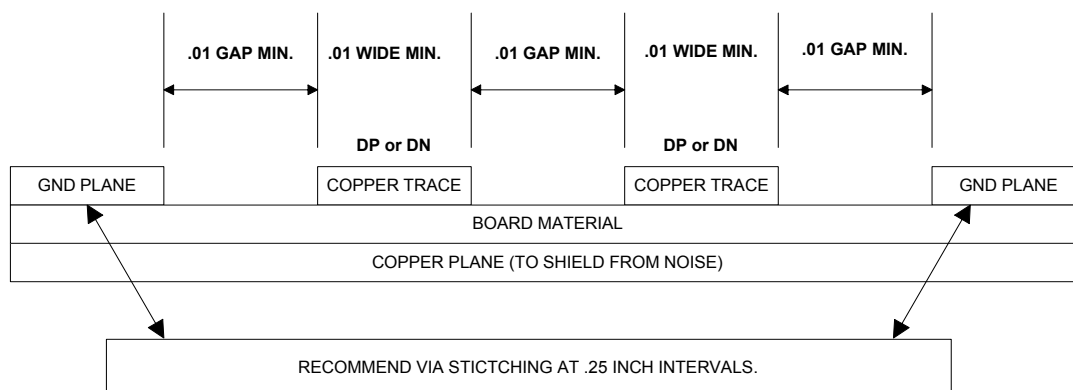 .01 GAP MIN.
.01 WIDE MIN.
.01 GAP MIN.
.01 WIDE MIN.
.01 GAP MIN.
DP or DN
DP or DN
GND PLANE
COPPER TRACE
COPPER TRACE
GND PLANE
BOARD MATERIAL
COPPER PLANE (TO SHIELD FROM NOISE)
RECOMMEND VIA STICTCHING AT .25 INCH INTERVALS.